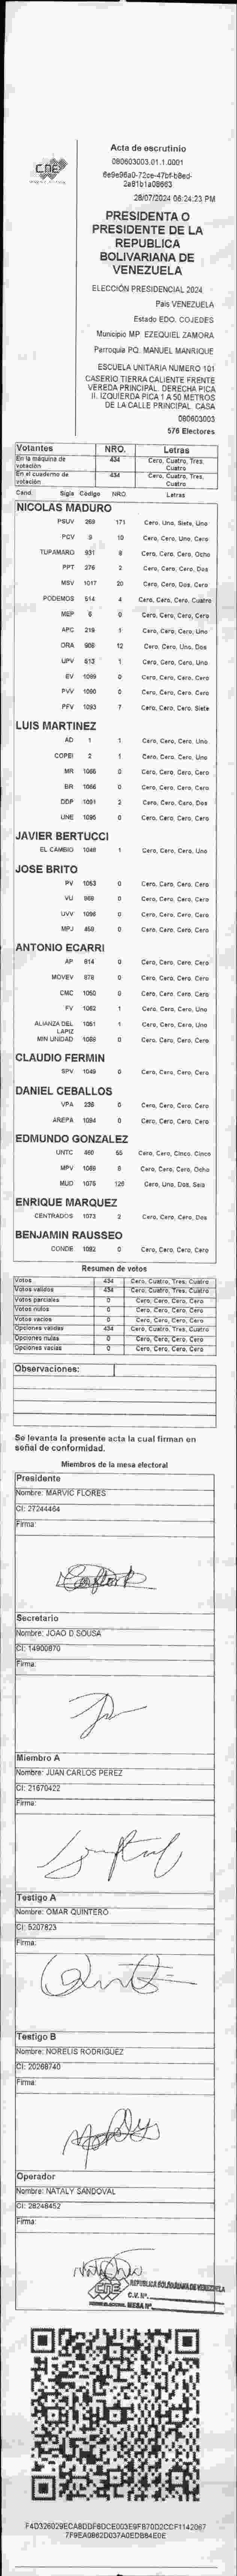 CNE
Acta de escrutinio
080603003.01.1.0001
6e9e96a0-72ce-47bf-b8ed-
2a81b1a08663
28/07/2024 06:24:23 PM
PRESIDENTA O
PRESIDENTE DE LA
REPUBLICA
BOLIVARIANA DE
VENEZUELA
ELECCIÓN PRESIDENCIAL 2024
Pais VENEZUELA
Estado EDO. COJEDES
Municipio MP. EZEQUIEL ZAMORA
Parroquia PQ. MANUEL MANRIQUE
ESCUELA UNITARIA NUMERO 101
CASERIO TIERRA CALIENTE FRENTE
VEREDA PRINCIPAL. DERECHA PICA
II. IZQUIERDA PICA 1 A 50 METROS
DE LA CALLE PRINCIPAL. CASA
080603003
576 Electores
Votantes NRO. Letras
En la máquina de votación 434 Cero, Cuatro, Tres, Cuatro
En el cuaderno de votación 434 Cero, Cuatro, Tres, Cuatro
Cand. Sigla Código NRO Letras
NICOLAS MADURO
PSUV 269 171 Cero, Uno, Siete, Uno
PCV 9 10 Cero, Cero, Uno, Cero
TUPAMARO 931 8 Cero, Cero, Cero, Ocho
PPT 276 2 Cero, Cero, Cero, Dos
MSV 1017 20 Cero, Cero, Dos, Cero
PODEMOS 514 4 Cero, Cero, Cero, Cuatro
MEP 6 0 Cero, Cero, Cero, Cero
APC 219 1 Cero, Cero, Cero, Uno
ORA 906 12 Cero, Cero, Uno, Dos
UPV 613 1 Cero, Cero, Cero, Uno
EV 1099 0 Cero, Cero, Cero, Cero
PVV 1090 0 Cero, Cero, Cero, Cero
PFV 1093 7 Cero, Cero, Cero, Siete
LUIS MARTINEZ
AD 1 1 Cero, Cero, Cero, Uno
COPEI 2 1 Cero, Cero, Cero, Uno
MR 1066 0 Cero, Cero, Cero, Cero
BR 0 Cero, Cero, Cero, Cero
DDP 1091 2 Cero, Cero, Cero, Dos
UNE 1095 0 Cero, Cero, Cero, Cero
JAVIER BERTUCCI
EL CAMBIO 1048 1 Cero, Cero, Cero, Uno
JOSE BRITO
PV 1053 0 Cero, Cero, Cero, Cero
VU 969 0 Cero, Cero, Cero, Cero
UVV 1096 0 Cero, Cero, Cero, Cero
MPJ 459 0 Cero, Cero, Cero, Cero
ANTONIO ECARRI
AP 914 0 Cero, Cero, Cero, Cero
MOVEV 878 0 Cero, Cero, Cero, Cero
CMC 1050 0 Cero, Cero, Cero, Cero
FV 1062 1 Cero, Cero, Cero, Uno
ALIANZA DEL LAPIZ 1051 1 Cero, Cero, Cero, Uno
MIN UNIDAD 1069 0 Cero, Cero, Cero, Cero
CLAUDIO FERMIN
SPV 1049 0 Cero, Cero, Cero, Cero
DANIEL CEBALLOS
VPA 236 0 Cero, Cero, Cero, Cero
AREPA 1094 0 Cero, Cero, Cero, Cero
EDMUNDO GONZALEZ
UNTC 460 55 Cero, Cero, Cinco, Cinco
MPV 1069 8 Cero, Cero, Cero, Ocho
MUD 1076 126 Cero, Uno, Dos, Seis
ENRIQUE MARQUEZ
CENTRADOS 1073 2 Cero, Cero, Cero, Dos
BENJAMIN RAUSSEO
CONDE 1092 0 Cero, Cero, Cero, Cero
Resumen de votos
Votos 434 Cero, Cuatro, Tres, Cuatro
Votos validos 434 Cero, Cuatro, Tres, Cuatro
Votos parciales 0 Cero, Cero, Cero, Cero
Votos nulos 0 Cero, Cero, Cero, Cero
Votos vacios 0 Cero, Cero, Cero, Cero
Opciones válidas 434 Cero, Cuatro, Tres, Cuatro
Opciones nulas 0 Cero, Cero, Cero, Cero
Opciones vacías 0 Cero, Cero, Cero, Cero
Observaciones:
Se levanta la presente acta la cual firman en
señal de conformidad.
Miembros de la mesa electoral
Presidente
Nombre: MARVIC FLORES
CI: 27244464
Firma:
Secretario
Nombre: JOAO D SOUSA
CI: 14900870
Firma:
Miembro A
Nombre: JUAN CARLOS PEREZ
CI: 21670422
Firma:
Testigo A
Nombre: OMAR QUINTERO
CI: 5207823
Firma:
Testigo B
Nombre: NORELIS RODRIGUEZ
CI: 20268740
Firma:
Operador
Nombre: NATALY SANDOVAL
CI: 28248452
Firma:
CNE
REPÚBLICA BOLIVARIANA DE VENEZUELA
C.V. Nº
MESA Nº
F4D326029ECABDDF6DCE003E9FB70D2CCF1142067
7F9EA0862D037A0EDB84E0E